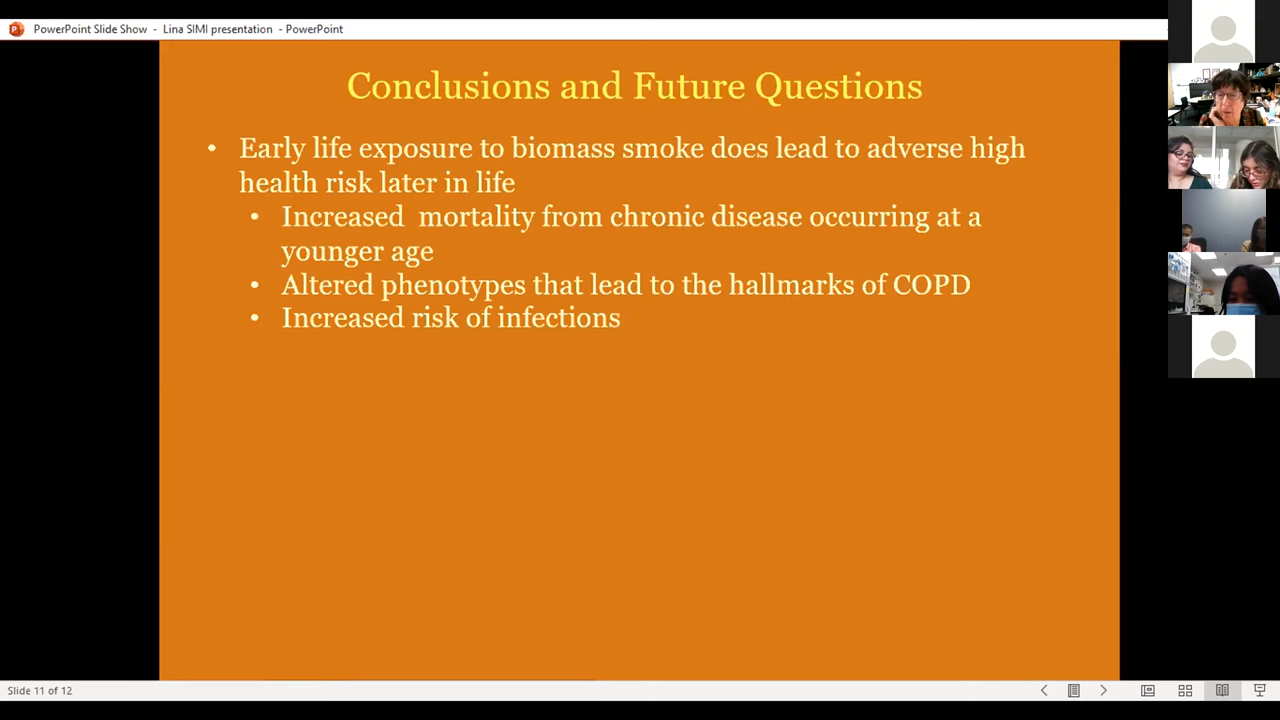 PowerPoint Slide Show - Lina SIMI presentation - PowerPoint
Conclusions and Future Questions
• Early life exposure to biomass smoke does lead to adverse high
health risk later in life
• Increased mortality from chronic disease occurring at a
younger age
• Altered phenotypes that lead to the hallmarks of COPD
• Increased risk of infections
Slide 11 of 12